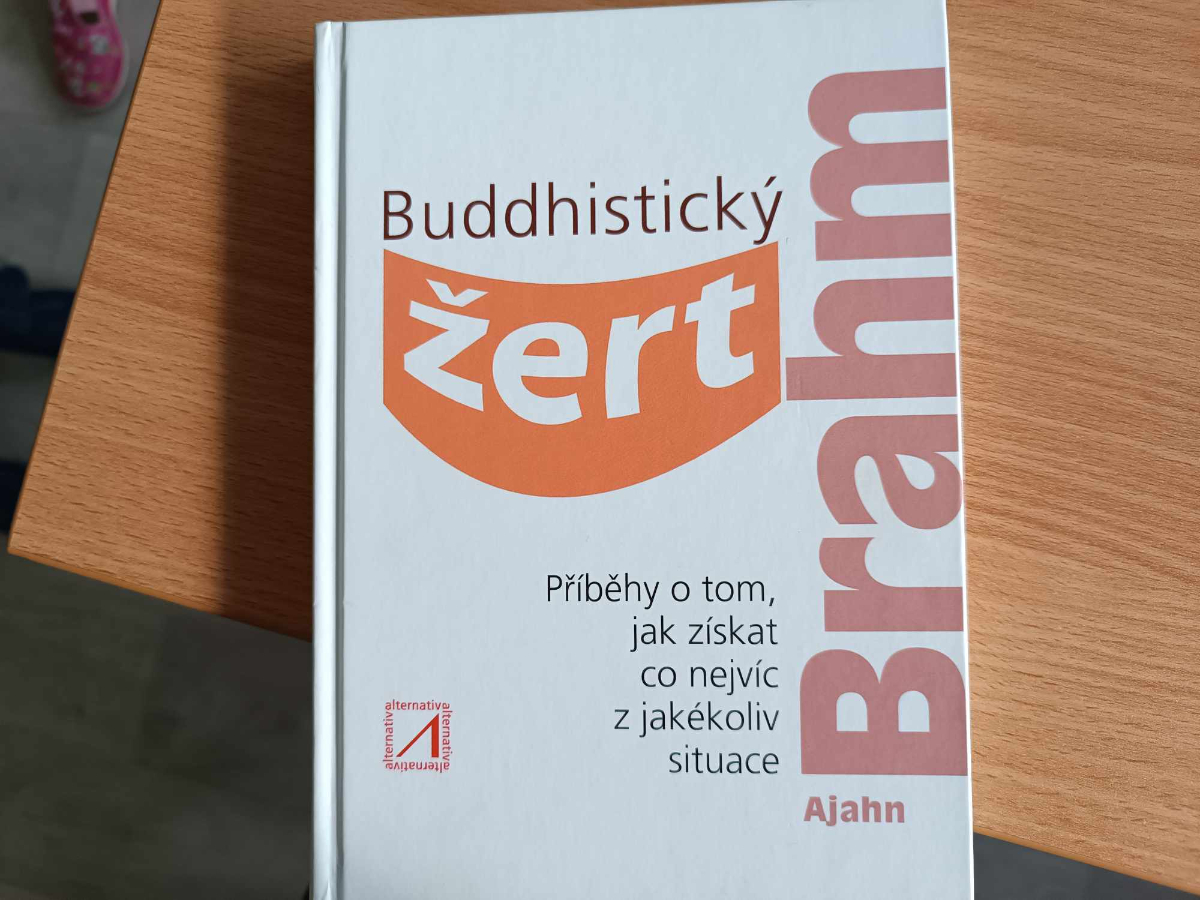 Buddhistický
žert
Příběhy o tom,
jak získat
co nejvíc
z jakékoliv
situace
Ajahn
Brahm
alternativa
alternativa
alternativa
alternativa